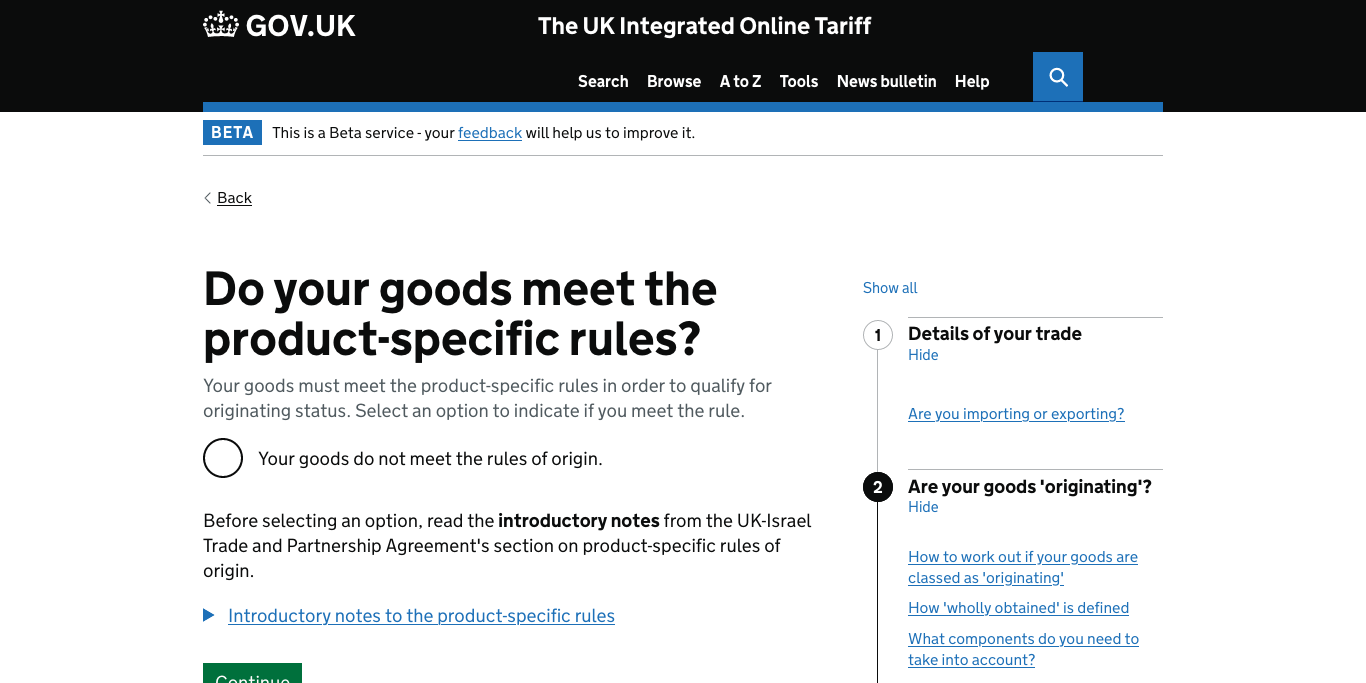 GOV.UK
The UK Integrated Online Tariff
Search Browse A to Z Tools News bulletin Help
BETA This is a Beta service - your feedback will help us to improve it.
Back
Do your goods meet the
product-specific rules?
Your goods must meet the product-specific rules in order to qualify for
originating status. Select an option to indicate if you meet the rule.
Your goods do not meet the rules of origin.
Before selecting an option, read the introductory notes from the UK-Israel
Trade and Partnership Agreement's section on product-specific rules of
origin.
Introductory notes to the product-specific rules
Continue
Show all
1 Details of your trade
Hide
Are you importing or exporting?
2 Are your goods 'originating'?
Hide
How to work out if your goods are
classed as 'originating'
How 'wholly obtained' is defined
What components do you need to
take into account?